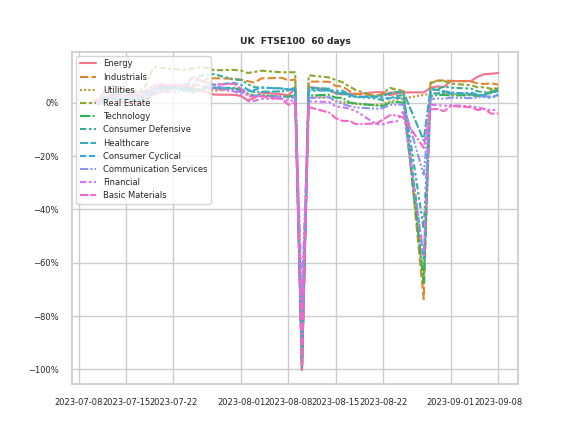 UK  FTSE100  60 days
Energy
Industrials
Utilities
Real Estate
Technology
Consumer Defensive
Healthcare
Consumer Cyclical
Communication Services
Financial
Basic Materials
0%
−20%
−40%
−60%
−80%
−100%
2023-07-08 2023-07-15 2023-07-22 2023-08-01 2023-08-08 2023-08-15 2023-08-22 2023-09-01 2023-09-08